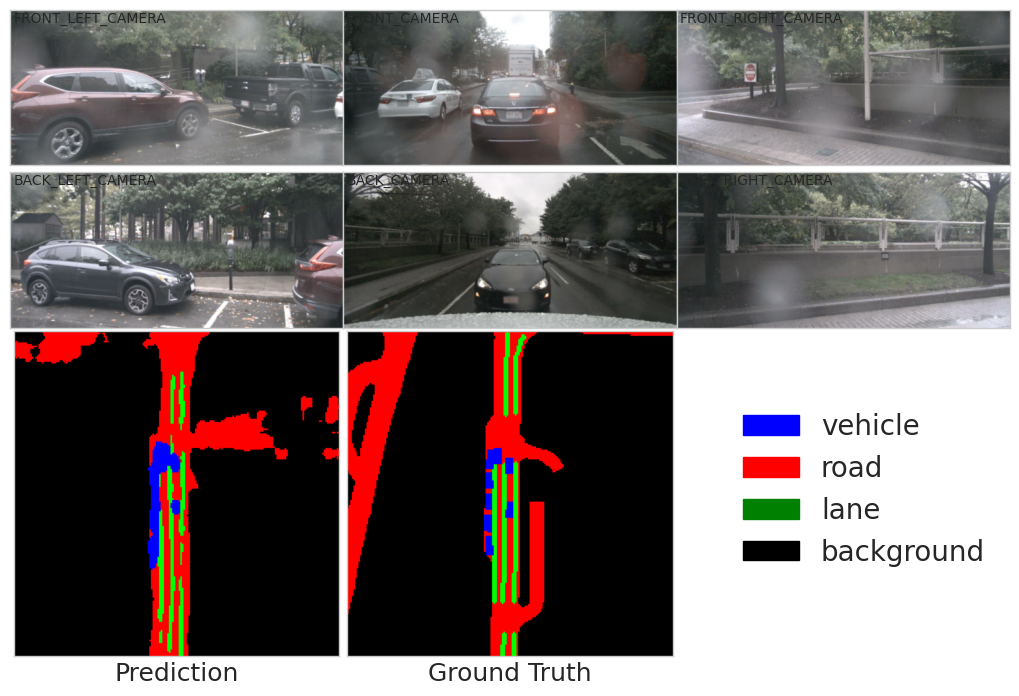 FRONT_LEFT_CAMERA
FRONT_CAMERA
FRONT_RIGHT_CAMERA
BACK_LEFT_CAMERA
BACK_CAMERA
RIGHT_CAMERA
vehicle
road
lane
background
Prediction
Ground Truth